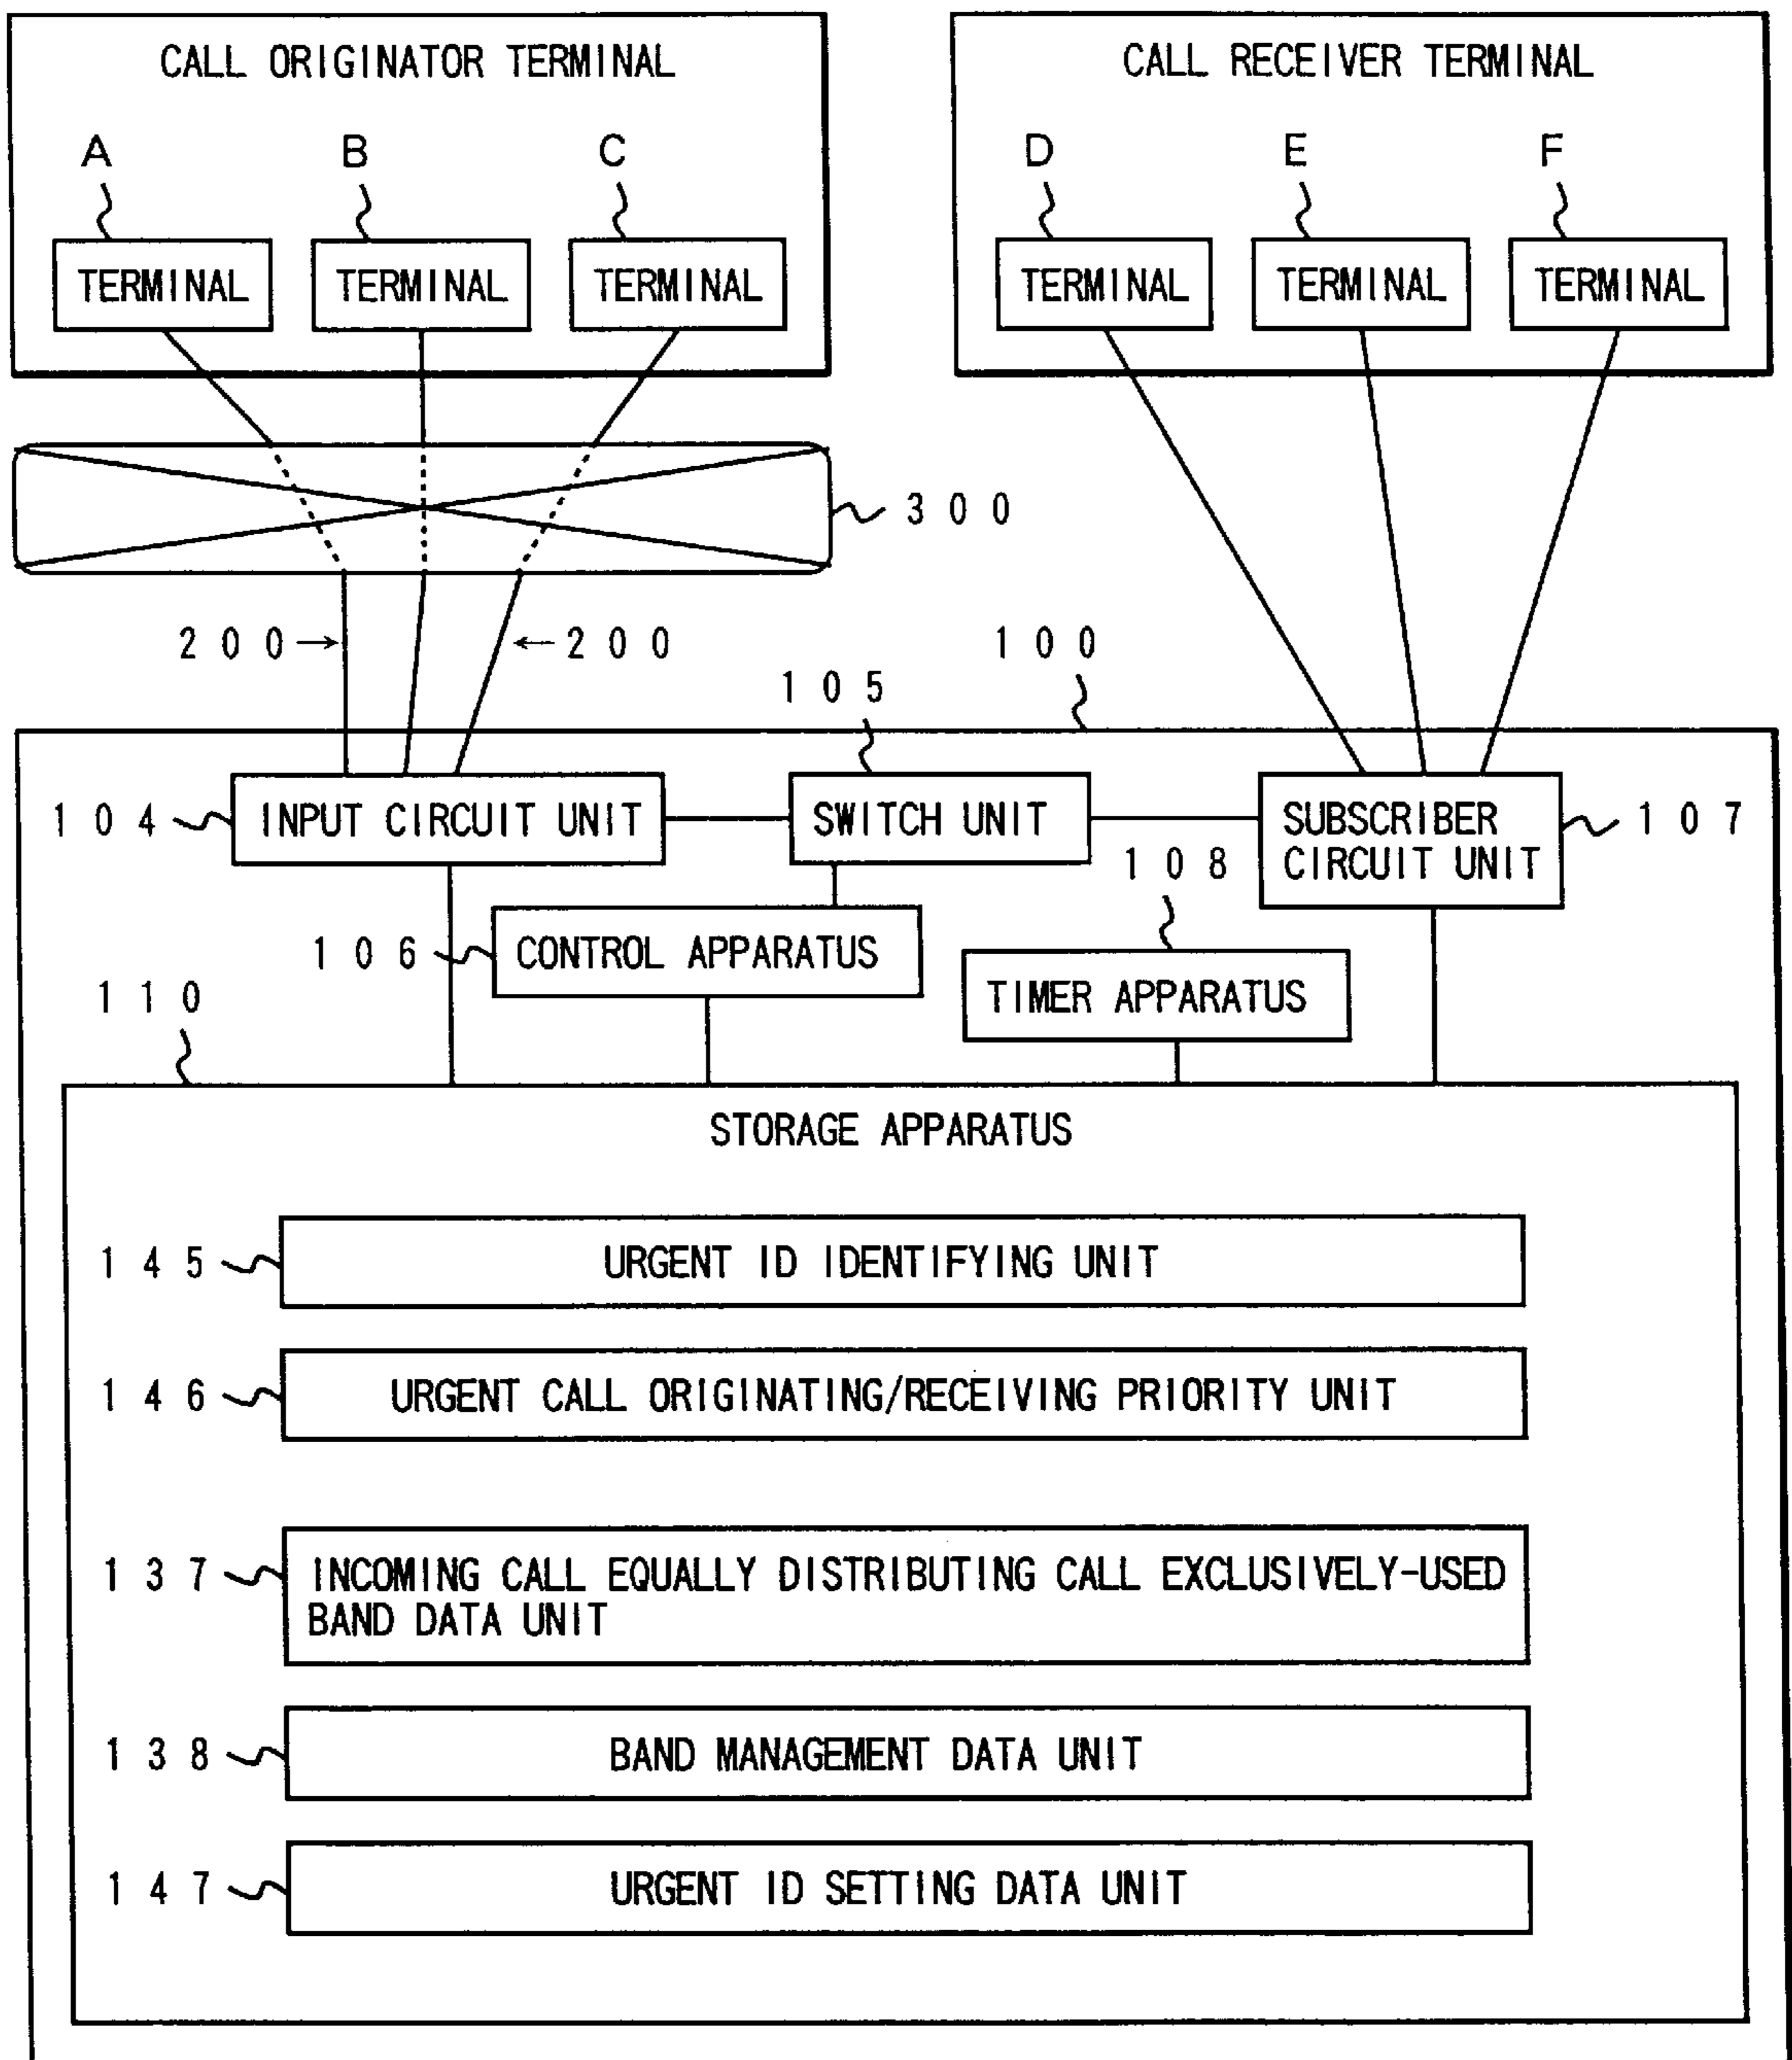 CALL ORIGINATOR TERMINAL
CALL RECEIVER TERMINAL
A
B
C
D
E
F
TERMINAL
TERMINAL
TERMINAL
TERMINAL
TERMINAL
TERMINAL
300
200
200
100
105
104
INPUT CIRCUIT UNIT
SWITCH UNIT
SUBSCRIBER
CIRCUIT UNIT
107
108
106
CONTROL APPARATUS
TIMER APPARATUS
110
STORAGE APPARATUS
145
URGENT ID IDENTIFYING UNIT
146
URGENT CALL ORIGINATING/RECEIVING PRIORITY UNIT
137
INCOMING CALL EQUALLY DISTRIBUTING CALL EXCLUSIVELY-USED
BAND DATA UNIT
138
BAND MANAGEMENT DATA UNIT
147
URGENT ID SETTING DATA UNIT